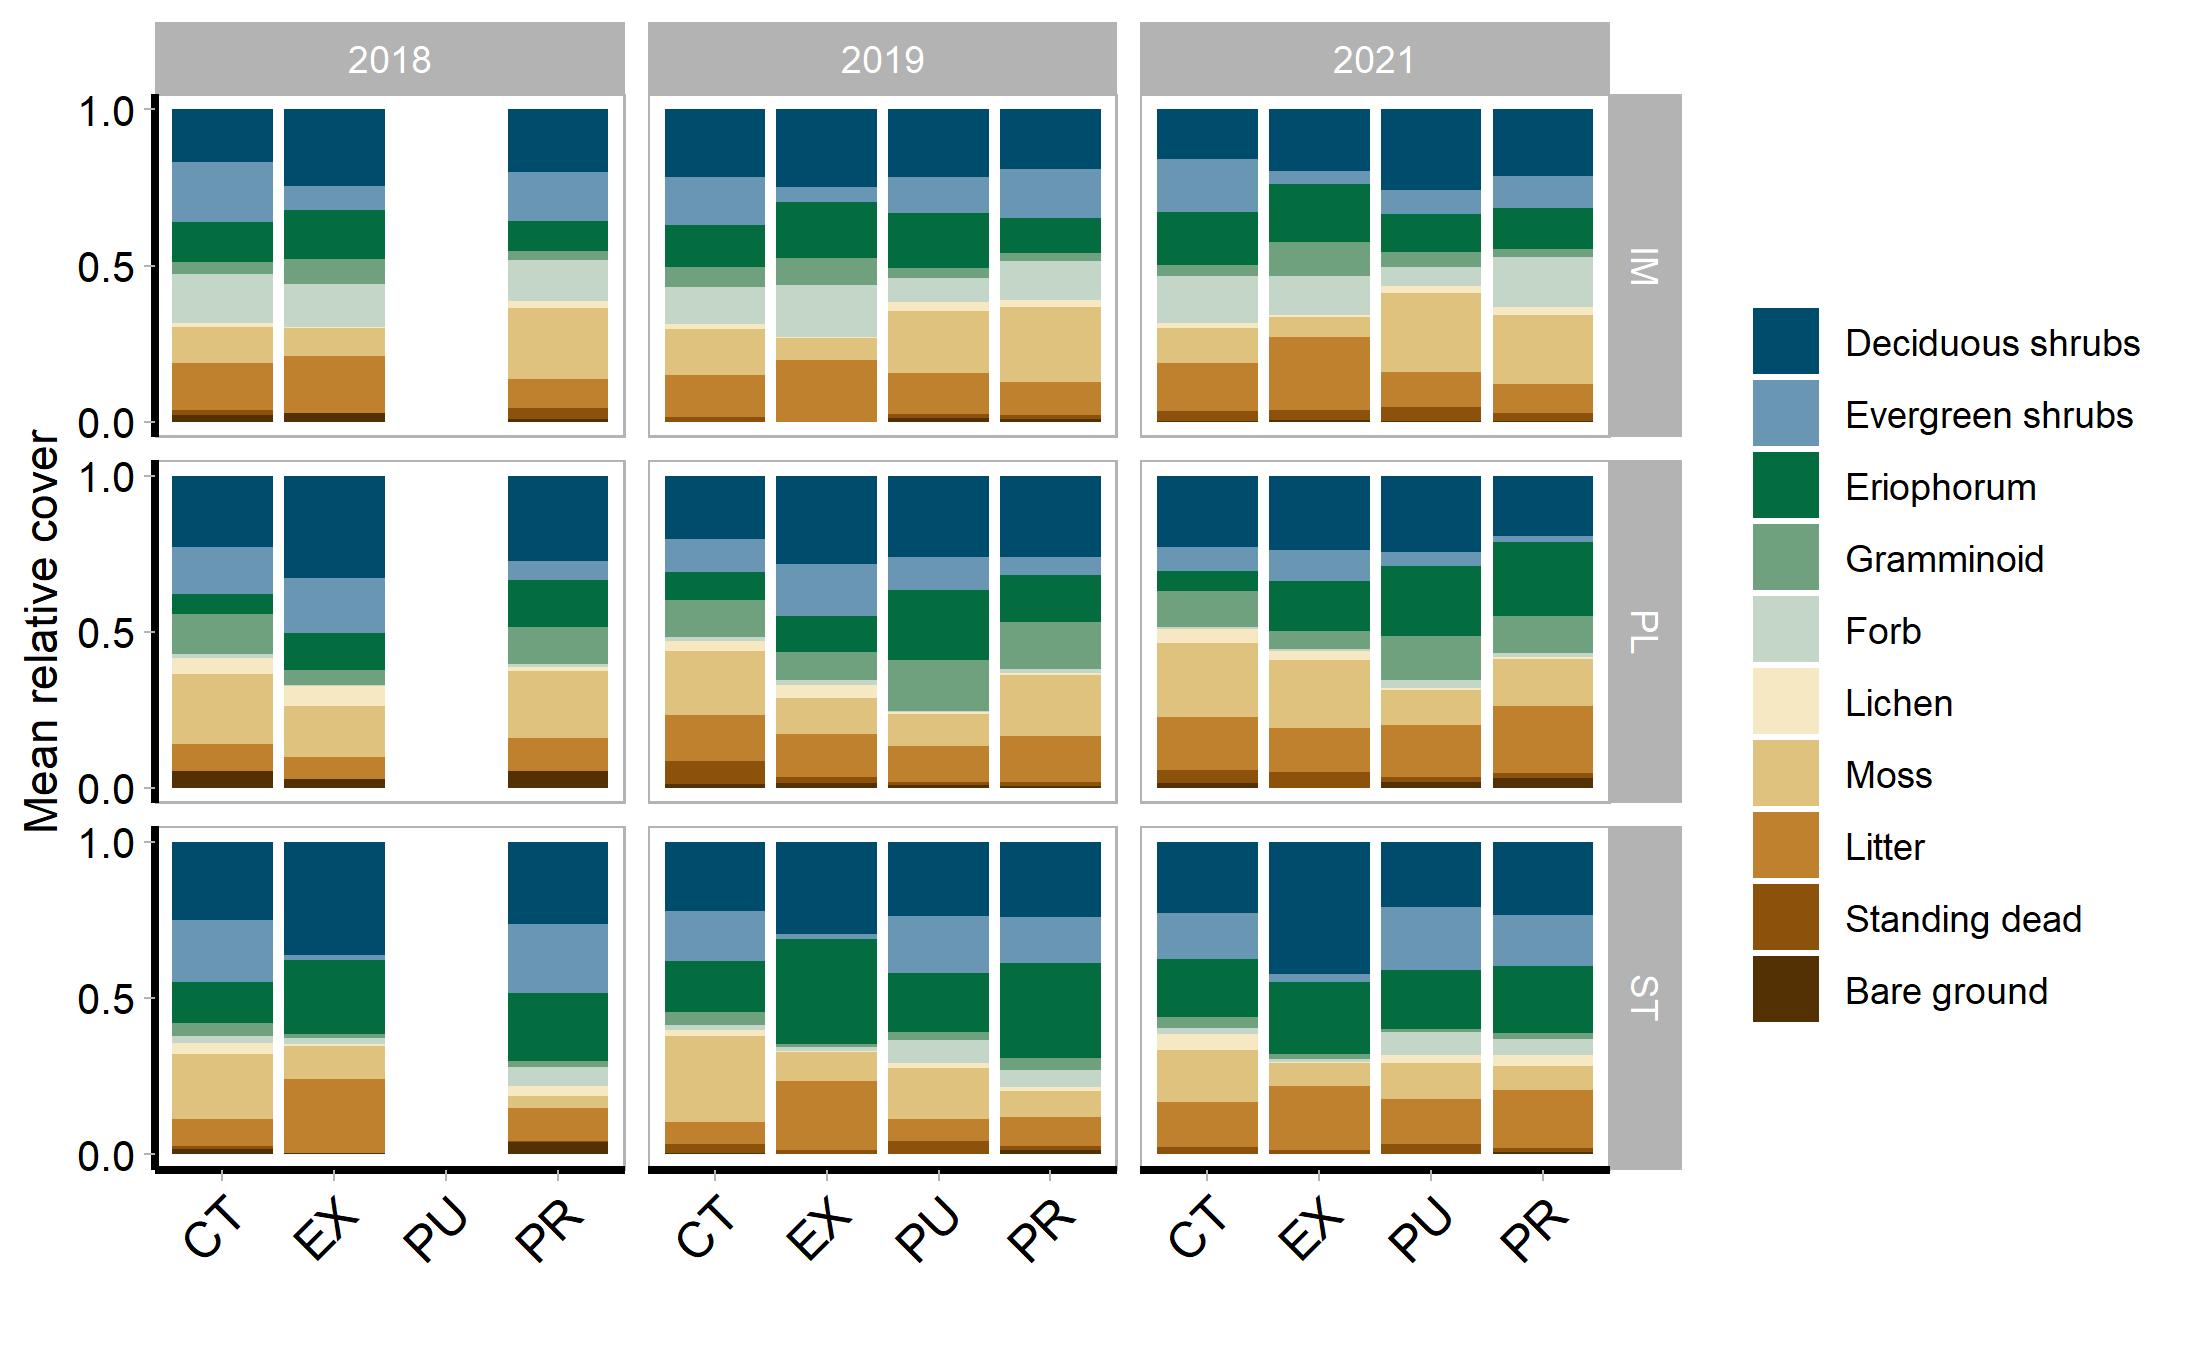 2018 2019 2021
1.0
0.5
0.0
IM
1.0
0.5
0.0
PL
1.0
0.5
0.0
ST
Mean relative cover
CT EX PU PR CT EX PU PR CT EX PU PR
Deciduous shrubs
Evergreen shrubs
Eriophorum
Gramminoid
Forb
Lichen
Moss
Litter
Standing dead
Bare ground